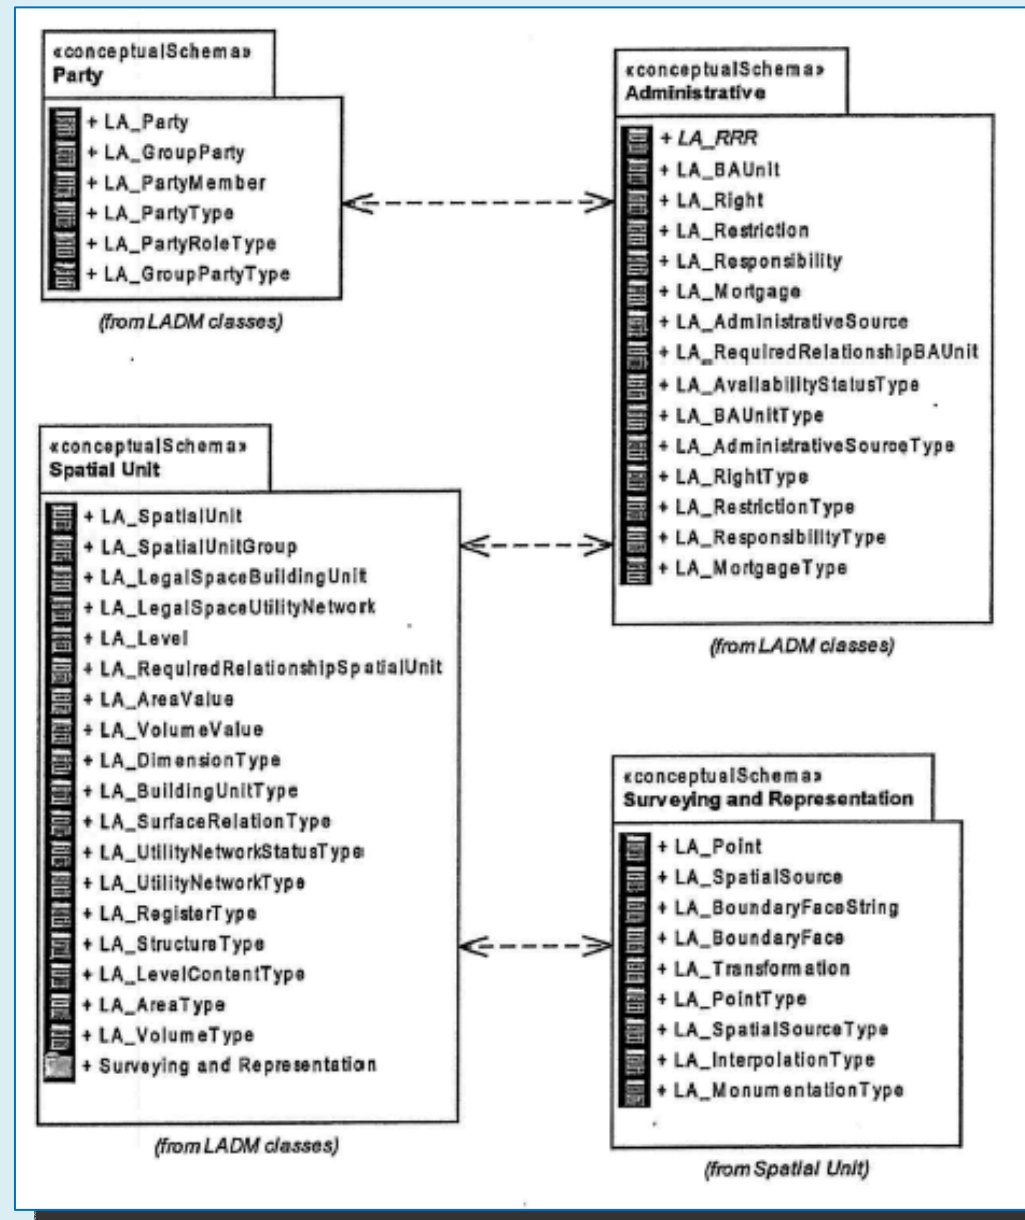 «conceptualSchema»
Party
+ LA_Party
+ LA_GroupParty
+ LA_PartyMember
+ LA_PartyType
+ LA_PartyRoleType
+ LA_GroupPartyType
(from LADM classes)
«conceptualSchema»
Administrative
+ LA_RRR
+ LA_BAUnit
+ LA_Right
+ LA_Restriction
+ LA_Responsibility
+ LA_Mortgage
+ LA_AdministrativeSource
+ LA_RequiredRelationshipBAUnit
+ LA_AvailabilityStatusType
+ LA_BAUnitType
+ LA_AdministrativeSourceType
+ LA_RightType
+ LA_RestrictionType
+ LA_ResponsibilityType
+ LA_MortgageType
(from LADM classes)
«conceptualSchema»
Spatial Unit
+ LA_SpatialUnit
+ LA_SpatialUnitGroup
+ LA_LegalSpaceBuildingUnit
+ LA_LegalSpaceUtilityNetwork
+ LA_Level
+ LA_RequiredRelationshipSpatialUnit
+ LA_AreaValue
+ LA_VolumeValue
+ LA_DimensionType
+ LA_BuildingUnitType
+ LA_SurfaceRelationType
+ LA_UtilityNetworkStatusType
+ LA_UtilityNetworkType
+ LA_RegisterType
+ LA_StructureType
+ LA_LevelContentType
+ LA_AreaType
+ LA_VolumeType
+ Surveying and Representation
(from LADM classes)
«conceptualSchema»
Surveying and Representation
+ LA_Point
+ LA_SpatialSource
+ LA_BoundaryFaceString
+ LA_BoundaryFace
+ LA_Transformation
+ LA_PointType
+ LA_SpatialSourceType
+ LA_InterpolationType
+ LA_MonumentationType
(from Spatial Unit)